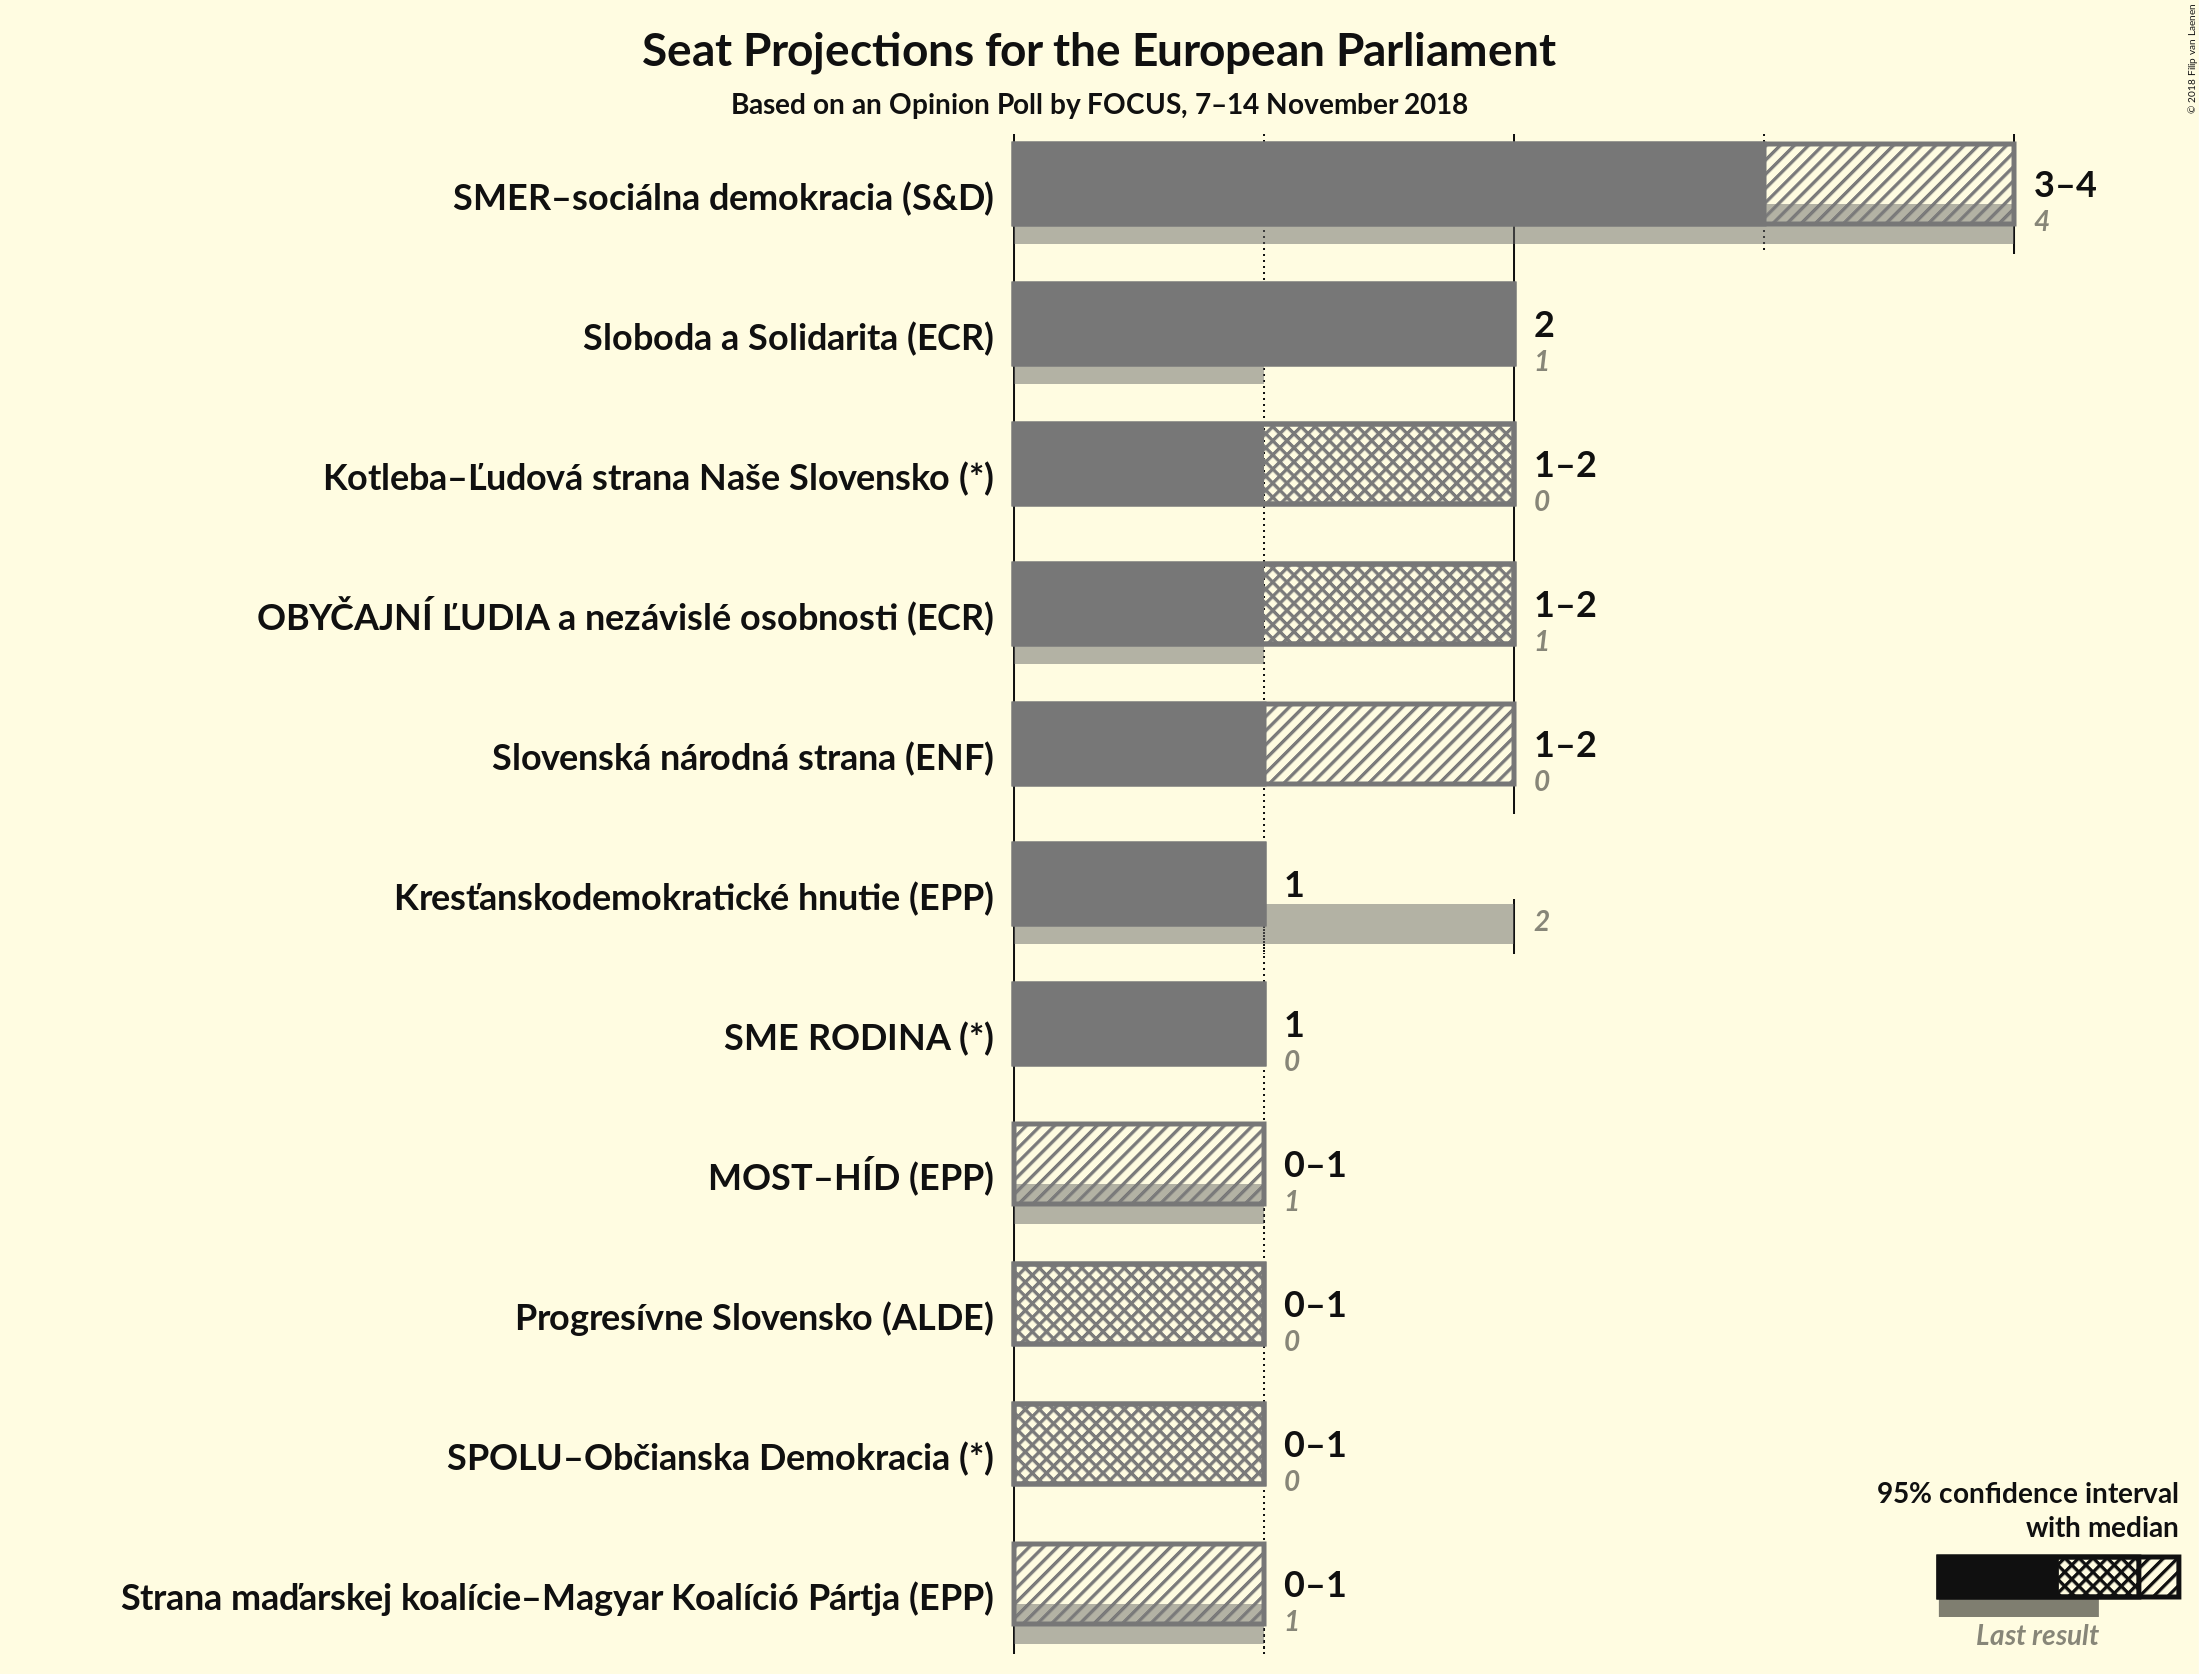 Seat Projections for the European Parliament
Based on an Opinion Poll by FOCUS, 7–14 November 2018
© 2018 Filip van Laenen
SMER–sociálna demokracia (S&D)
3–4
4
Sloboda a Solidarita (ECR)
2
1
Kotleba–Ľudová strana Naše Slovensko (*)
1–2
0
OBYČAJNÍ ĽUDIA a nezávislé osobnosti (ECR)
1–2
1
Slovenská národná strana (ENF)
1–2
0
Kresťanskodemokratické hnutie (EPP)
1
2
SME RODINA (*)
1
0
MOST–HÍD (EPP)
0–1
1
Progresívne Slovensko (ALDE)
0–1
0
SPOLU–Občianska Demokracia (*)
0–1
0
Strana maďarskej koalície–Magyar Koalíció Pártja (EPP)
0–1
1
95% confidence interval
with median
Last result